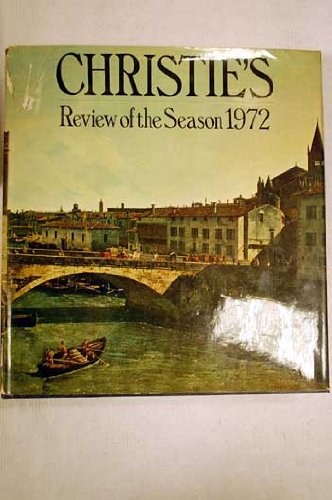 CHRISTIE'S
Review of the Season 1972